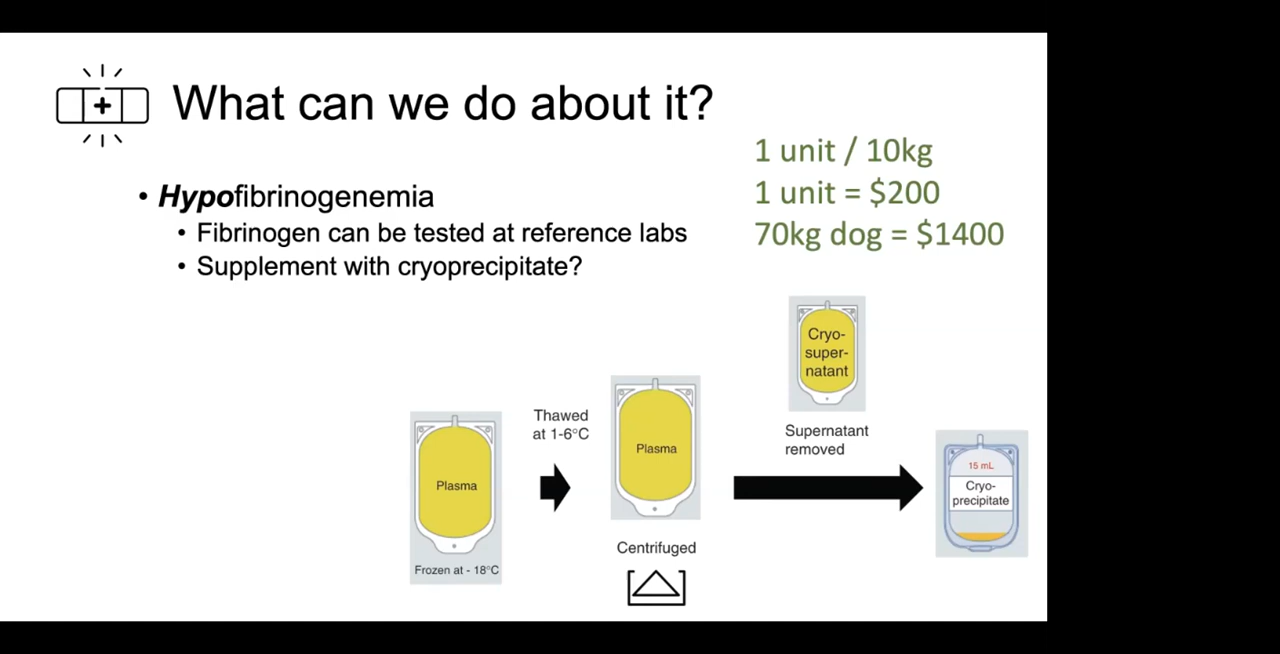 What can we do about it?
1 unit / 10kg
1 unit = $200
70kg dog = $1400
• Hypofibrinogenemia
• Fibrinogen can be tested at reference labs
• Supplement with cryoprecipitate?
Plasma
Frozen at - 18°C
Thawed
at 1-6°C
Plasma
Centrifuged
Cryo-
super-
natant
Supernatant
removed
15 mL
Cryo-
precipitate